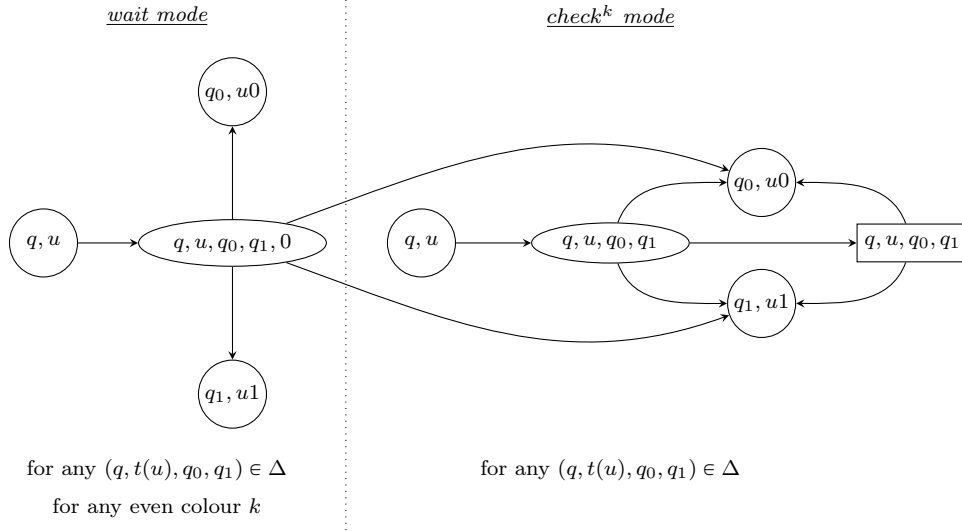 wait mode
check^k mode
q_0, u0
q_0, u0
q, u
q, u, q_0, q_1, 0
q, u
q, u, q_0, q_1
q, u, q_0, q_1
q_1, u1
q_1, u1
for any (q, t(u), q_0, q_1) ∈ Δ
for any (q, t(u), q_0, q_1) ∈ Δ
for any even colour k